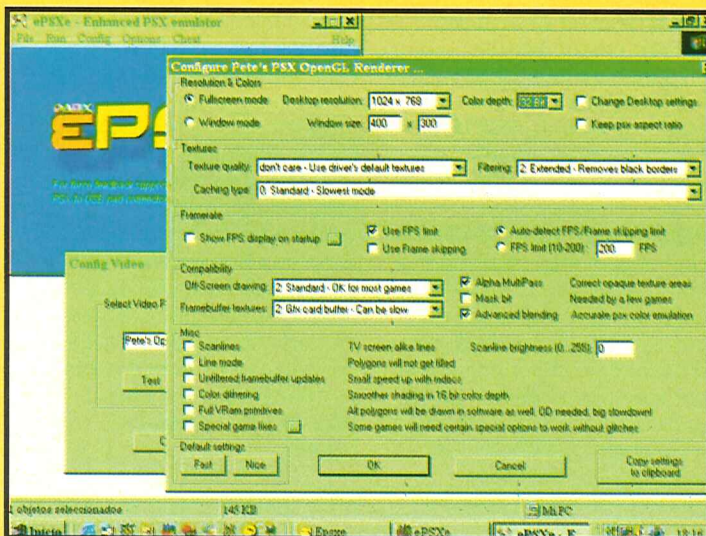 ePSXe - Enhanced PSX emulator
File Run Config Options Cheat Help
Configure Pete's PSX OpenGL Renderer ...
Resolution & Colors
Fullscreen mode Desktop resolution: 1024 x 768 Color depth: 32 Bit Change Desktop settings
Window mode Window size: 400 x 300 Keep psx aspect ratio
Textures
Texture quality: don't care - Use driver's default textures Filtering: 2: Extended - Removes black borders
Caching type: 0: Standard - Slowest mode
Framerate
Show FPS display on startup ... Use FPS limit Auto-detect FPS/Frame skipping limit
Use Frame skipping FPS limit (10-200): 200 FPS
Compatibility
Off-Screen drawing: 2: Standard - OK for most games Alpha MultiPass Correct opaque texture areas
Mask bit Needed by a few games
Framebuffer textures: 2: Gfx card buffer - Can be slow Advanced blending Accurate psx color emulation
Misc
Scanlines TV screen alike lines Scanline brightness (0...255): 0
Line mode Polygons will not get filled
Unfiltered framebuffer updates Small speed up with mdecs
Color dithering Smoother shading in 16 bit color depth
Full VRam primitives All polygons will be drawn in software as well, GD needed, big slowdown!
Special game fixes ... Some games will need certain special options to work without glitches
Default settings
Fast Nice OK Cancel Copy settings
to clipboard
Config Video
Select Video P
Pete's Op
Test
EPS
1 objetos seleccionados 145 KB Mi PC
Inicio Epsxe ePSXe ePSXe - E 18:16